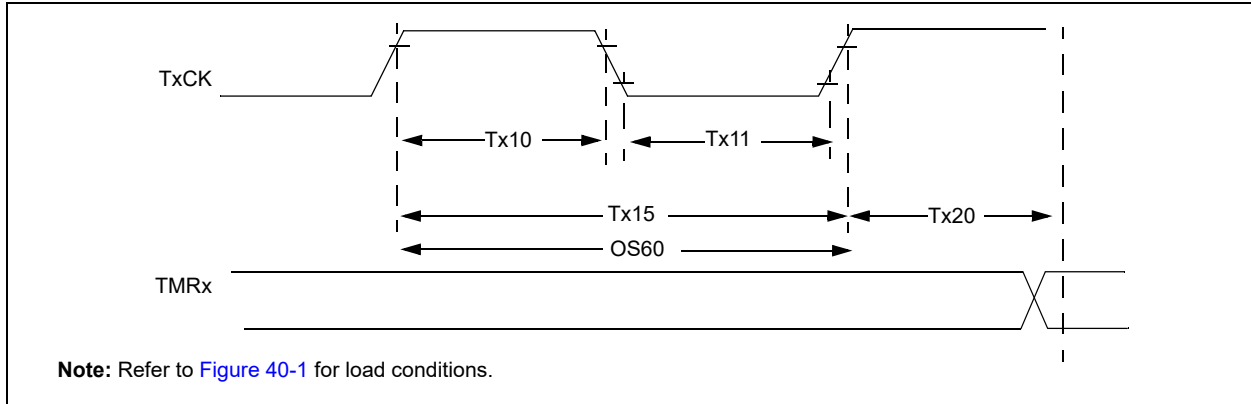 TxCK
Tx10
Tx11
Tx15
Tx20
OS60
TMRx
Note: Refer to Figure 40-1 for load conditions.